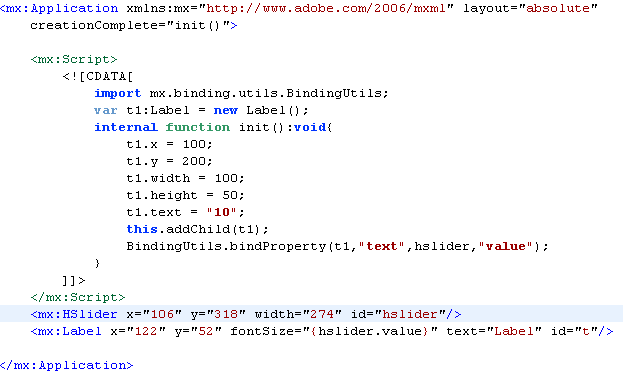 <mx:Application xmlns:mx="http://www.adobe.com/2006/mxml" layout="absolute"
creationComplete="init()">
<mx:Script>
<![CDATA[
import mx.binding.utils.BindingUtils;
var t1:Label = new Label();
internal function init():void{
t1.x = 100;
t1.y = 200;
t1.width = 100;
t1.height = 50;
t1.text = "10";
this.addChild(t1);
BindingUtils.bindProperty(t1,"text",hslider,"value");
}
]]>
</mx:Script>
<mx:HSlider x="106" y="318" width="274" id="hslider"/>
<mx:Label x="122" y="52" fontSize="{hslider.value}" text="Label" id="t"/>
</mx:Application>